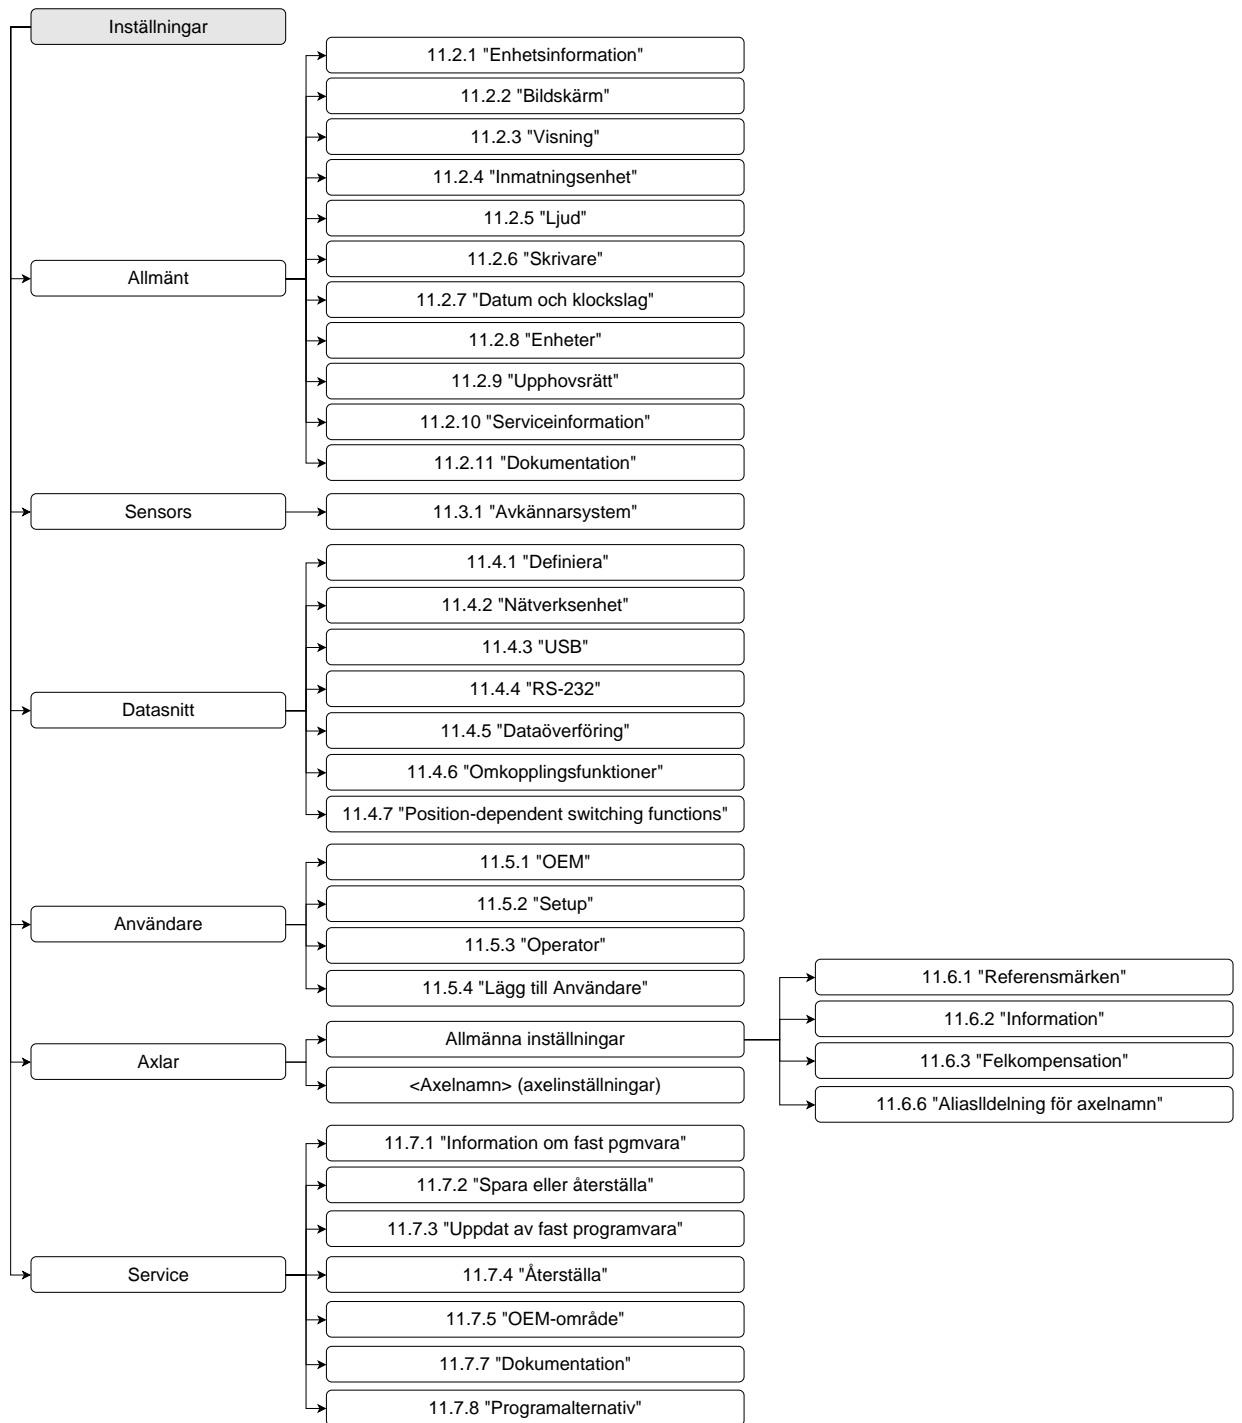 Inställningar
11.2.1 "Enhetsinformation"
11.2.2 "Bildskärm"
11.2.3 "Visning"
11.2.4 "Inmatningsenhet"
11.2.5 "Ljud"
11.2.6 "Skrivare"
Allmänt
11.2.7 "Datum och klockslag"
11.2.8 "Enheter"
11.2.9 "Upphovsrätt"
11.2.10 "Serviceinformation"
11.2.11 "Dokumentation"
Sensors
11.3.1 "Avkännarsystem"
11.4.1 "Definiera"
11.4.2 "Nätverksenhet"
11.4.3 "USB"
11.4.4 "RS-232"
Datasnitt
11.4.5 "Dataöverföring"
11.4.6 "Omkopplingsfunktioner"
11.4.7 "Position-dependent switching functions"
11.5.1 "OEM"
11.5.2 "Setup"
Användare
11.5.3 "Operator"
11.5.4 "Lägg till Användare"
Axlar
Allmänna inställningar
<Axelnamn> (axelinställningar)
11.6.1 "Referensmärken"
11.6.2 "Information"
11.6.3 "Felkompensation"
11.6.6 "Aliaslldelning för axelnamn"
11.7.1 "Information om fast pgmvara"
11.7.2 "Spara eller återställa"
11.7.3 "Uppdat av fast programvara"
Service
11.7.4 "Återställa"
11.7.5 "OEM-område"
11.7.7 "Dokumentation"
11.7.8 "Programalternativ"